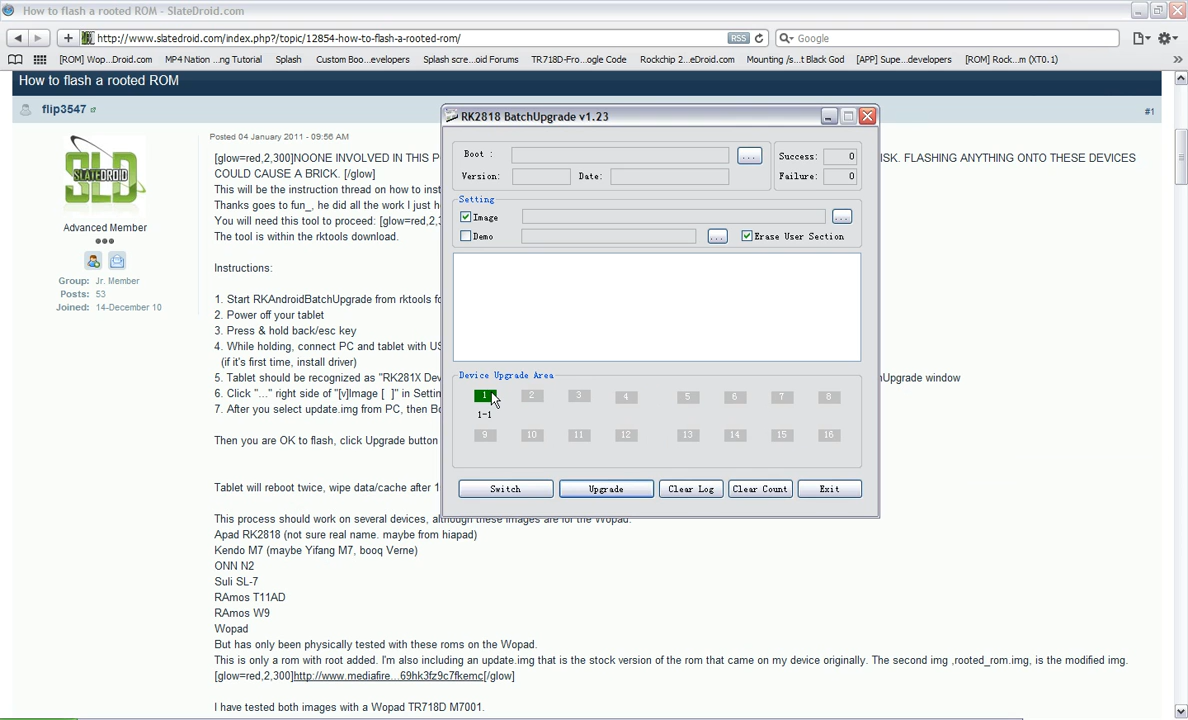 How to flash a rooted ROM - SlateDroid.com
http://www.slatedroid.com/index.php?/topic/12854-how-to-flash-a-rooted-rom/
RSS
Google
[ROM] Wop...Droid.com
MP4 Nation ...ng Tutorial
Splash
Custom Boo...evelopers
Splash scre...oid Forums
TR718D-Fro...ogle Code
Rockchip 2...eDroid.com
Mounting /s...t Black God
[APP] Supe...developers
[ROM] Rock...m (XT0.1)
How to flash a rooted ROM
flip3547
#1
SLD
SLATEDROID
Advanced Member
Group: Jr. Member
Posts: 53
Joined: 14-December 10
Posted 04 January 2011 - 09:56 AM
[glow=red,2,300]NOONE INVOLVED IN THIS P
ISK. FLASHING ANYTHING ONTO THESE DEVICES
COULD CAUSE A BRICK. [/glow]
This will be the instruction thread on how to inst
Thanks goes to fun_, he did all the work I just h
You will need this tool to proceed: [glow=red,2,3
The tool is within the rktools download.
Instructions:
1. Start RKAndroidBatchUpgrade from rktools fo
2. Power off your tablet
3. Press & hold back/esc key
4. While holding, connect PC and tablet with US
(if it's first time, install driver)
5. Tablet should be recognized as "RK281X Dev
Upgrade window
6. Click "..." right side of "[v]Image [ ]" in Settin
7. After you select update.img from PC, then Bo
Then you are OK to flash, click Upgrade button
Tablet will reboot twice, wipe data/cache after 1
This process should work on several devices, although these images are for the Wopad.
Apad RK2818 (not sure real name. maybe from hiapad)
Kendo M7 (maybe Yifang M7, booq Verne)
ONN N2
Suli SL-7
RAmos T11AD
RAmos W9
Wopad
But has only been physically tested with these roms on the Wopad.
This is only a rom with root added. I'm also including an update.img that is the stock version of the rom that came on my device originally. The second img ,rooted_rom.img, is the modified img.
[glow=red,2,300]http://www.mediafire...69hk3fz9c7fkemc[/glow]
I have tested both images with a Wopad TR718D M7001.
RK2818 BatchUpgrade v1.23
Boot :
...
Success: 0
Version:
Date:
Failure: 0
Setting
Image
...
Demo
...
Erase User Section
Device Upgrade Area
1 2 3 4 5 6 7 8
1-1
9 10 11 12 13 14 15 16
Switch
Upgrade
Clear Log
Clear Count
Exit